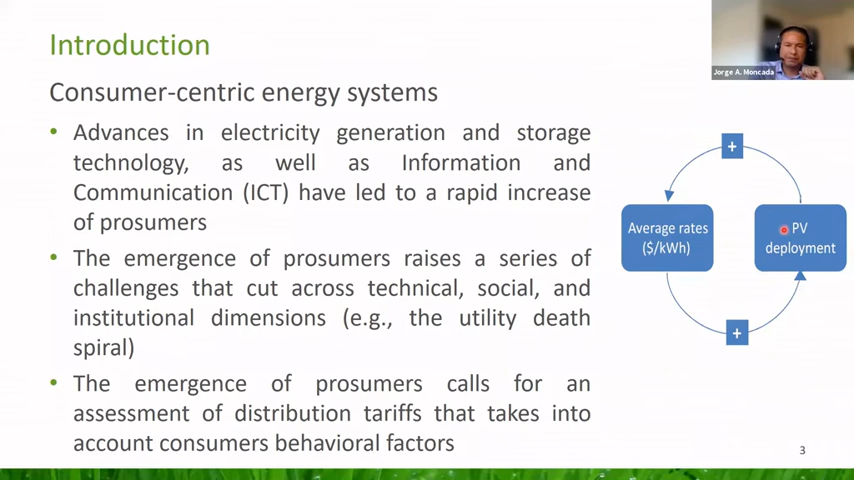 Introduction
Jorge A. Moncada
Consumer-centric energy systems
• Advances in electricity generation and storage
technology, as well as Information and
Communication (ICT) have led to a rapid increase
of prosumers
• The emergence of prosumers raises a series of
challenges that cut across technical, social, and
institutional dimensions (e.g., the utility death
spiral)
• The emergence of prosumers calls for an
assessment of distribution tariffs that takes into
account consumers behavioral factors
+
Average rates
($/kWh)
PV
deployment
+
3